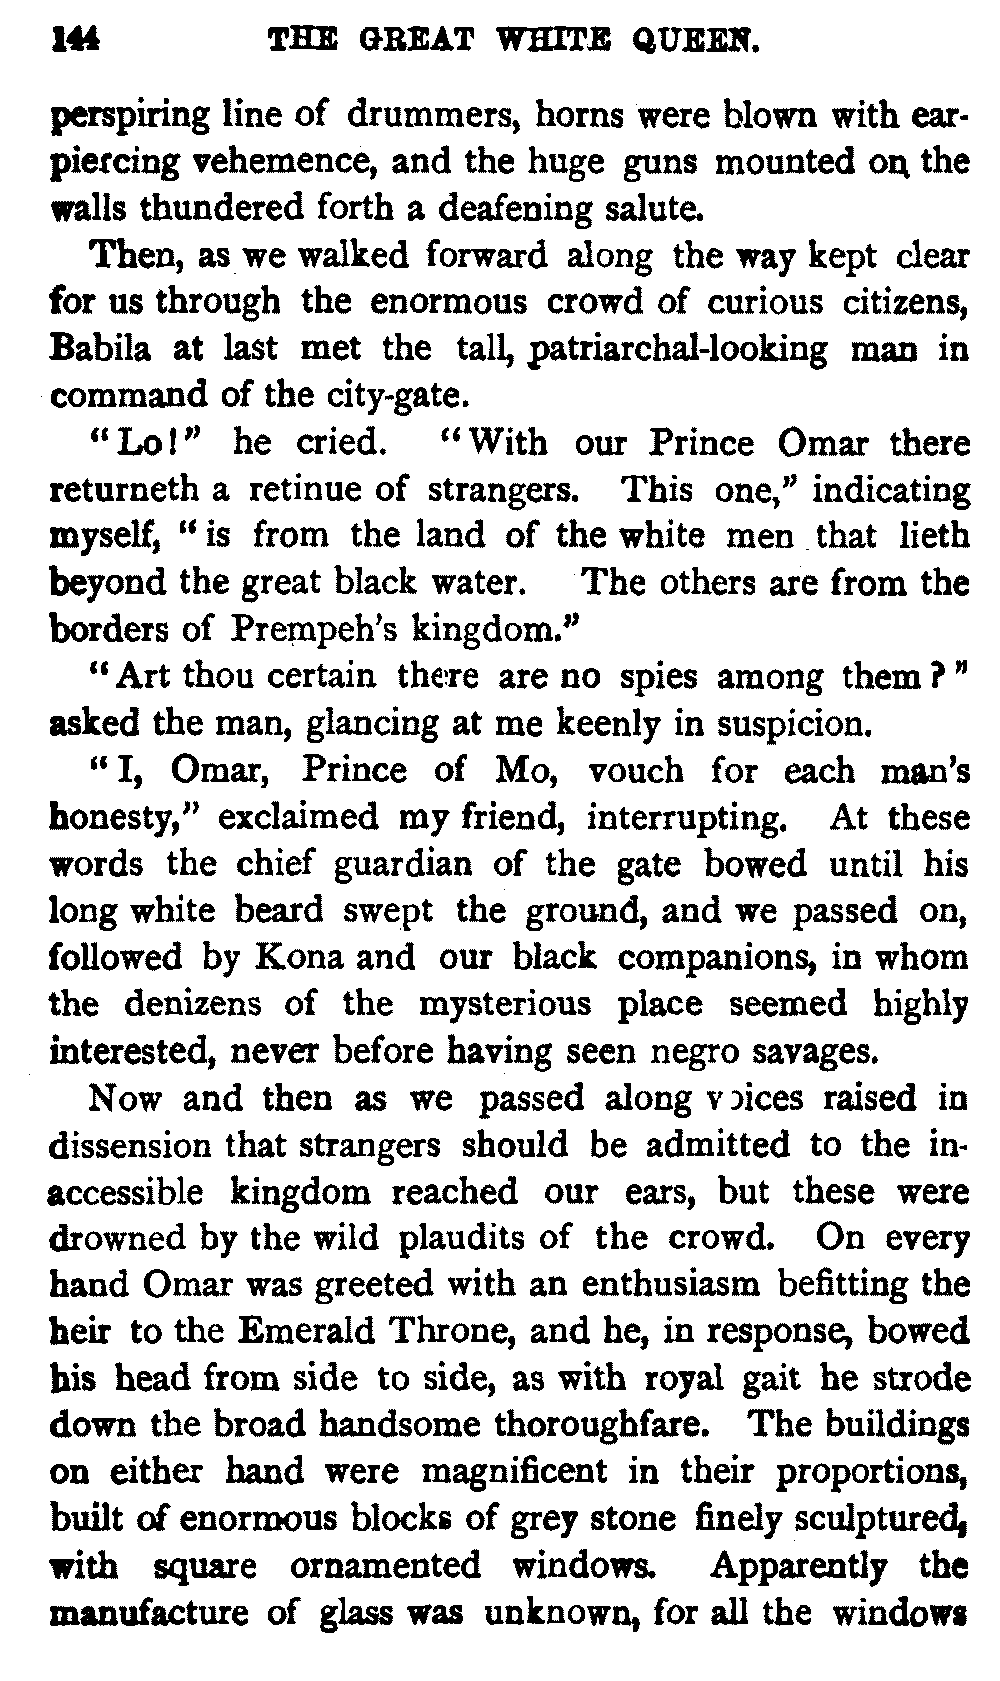 144 THE GREAT WHITE QUEEN.
perspiring line of drummers, horns were blown with ear-
piercing vehemence, and the huge guns mounted on the
walls thundered forth a deafening salute.
Then, as we walked forward along the way kept clear
for us through the enormous crowd of curious citizens,
Babila at last met the tall, patriarchal-looking man in
command of the city-gate.
“Lo!” he cried. “With our Prince Omar there
returneth a retinue of strangers. This one,” indicating
myself, “is from the land of the white men that lieth
beyond the great black water. The others are from the
borders of Prempeh's kingdom.”
“Art thou certain there are no spies among them?”
asked the man, glancing at me keenly in suspicion.
“I, Omar, Prince of Mo, vouch for each man's
honesty,” exclaimed my friend, interrupting. At these
words the chief guardian of the gate bowed until his
long white beard swept the ground, and we passed on,
followed by Kona and our black companions, in whom
the denizens of the mysterious place seemed highly
interested, never before having seen negro savages.
Now and then as we passed along voices raised in
dissension that strangers should be admitted to the in-
accessible kingdom reached our ears, but these were
drowned by the wild plaudits of the crowd. On every
hand Omar was greeted with an enthusiasm befitting the
heir to the Emerald Throne, and he, in response, bowed
his head from side to side, as with royal gait he strode
down the broad handsome thoroughfare. The buildings
on either hand were magnificent in their proportions,
built of enormous blocks of grey stone finely sculptured,
with square ornamented windows. Apparently the
manufacture of glass was unknown, for all the windows